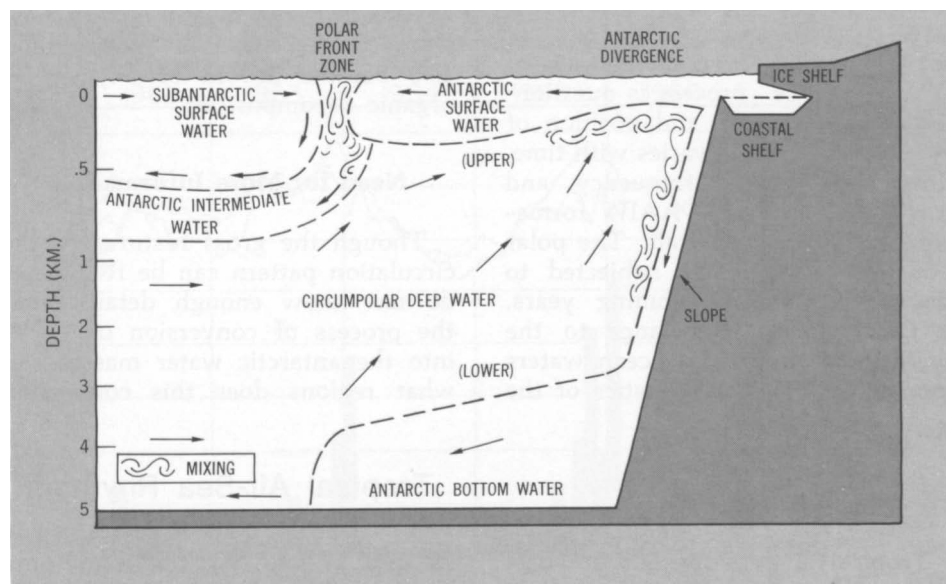 POLAR
FRONT
ZONE
ANTARCTIC
DIVERGENCE
ICE SHELF
0
SUBANTARCTIC
SURFACE
WATER
ANTARCTIC
SURFACE
WATER
COASTAL
SHELF
(UPPER)
.5
ANTARCTIC INTERMEDIATE
WATER
1
CIRCUMPOLAR DEEP WATER
SLOPE
2
DEPTH (KM.)
(LOWER)
3
4
MIXING
ANTARCTIC BOTTOM WATER
5